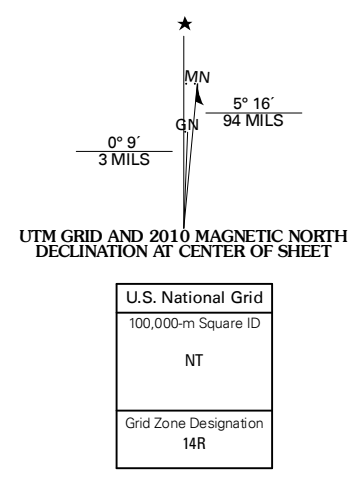 MN
5° 16´
94 MILS
GN
0° 9´
3 MILS
UTM GRID AND 2010 MAGNETIC NORTH
DECLINATION AT CENTER OF SHEET
U.S. National Grid
100,000-m Square ID
NT
Grid Zone Designation
14R